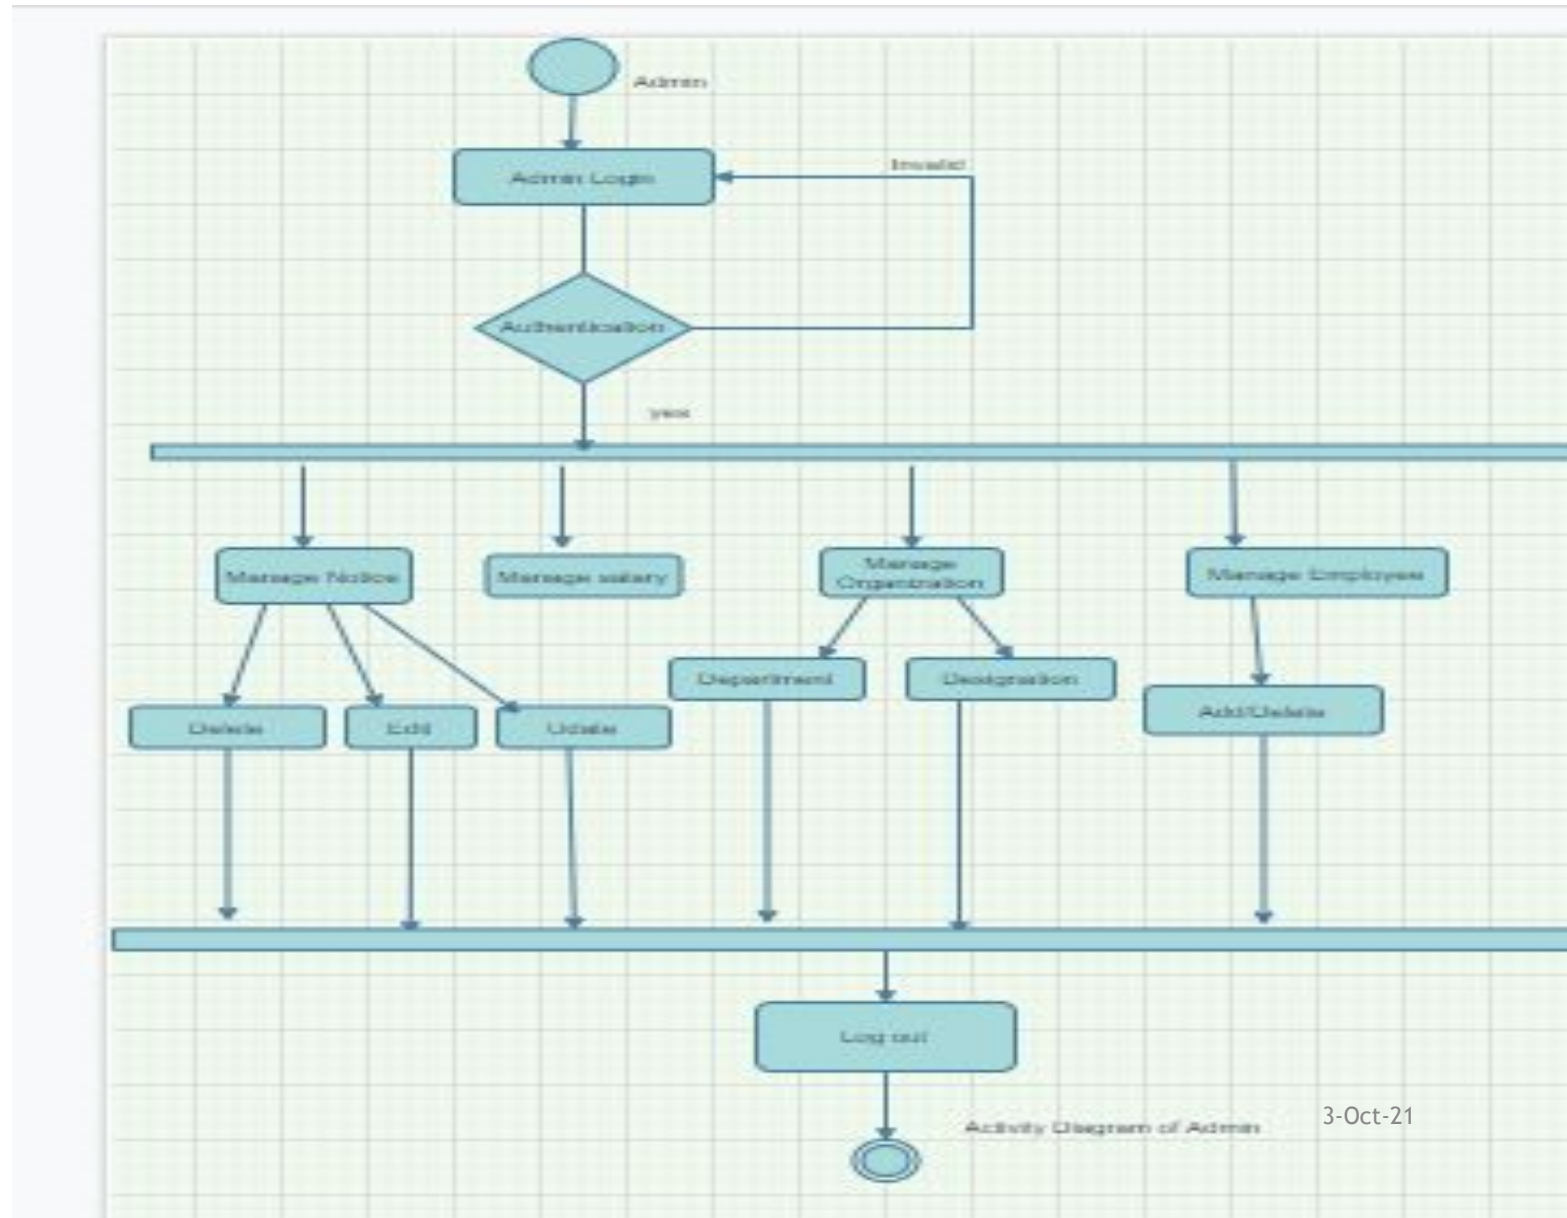 Admin
Admin Login
Invalid
Authentication
yes
Manage Notice
Manage salary
Manage
Organization
Manage Employee
Department
Designation
Add/Delete
Delete
Edit
Udate
Log out
Activity Diagram of Admin
3-Oct-21